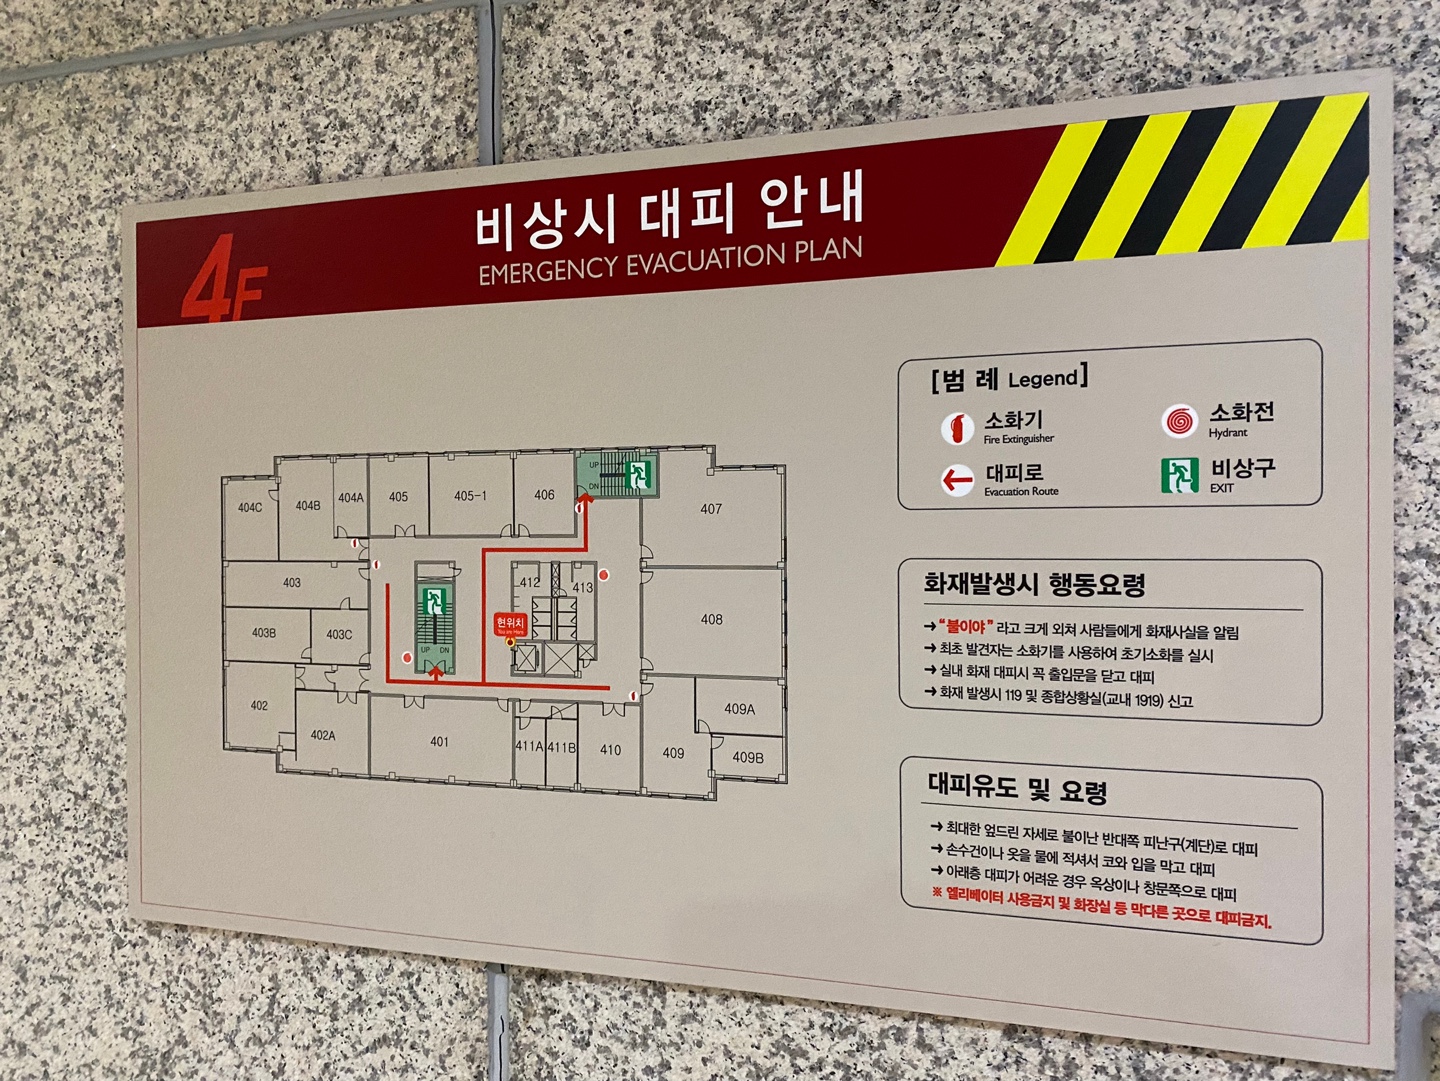 4F
비상시 대피 안내
EMERGENCY EVACUATION PLAN
[범 례 Legend]
소화기
Fire Extinguisher
소화전
Hydrant
대피로
Evacuation Route
비상구
EXIT
화재발생시 행동요령
➔ "불이야" 라고 크게 외쳐 사람들에게 화재사실을 알림
➔ 최초 발견자는 소화기를 사용하여 초기소화를 실시
➔ 실내 화재 대피시 꼭 출입문을 닫고 대피
➔ 화재 발생시 119 및 종합상황실(교내 1919) 신고
대피유도 및 요령
➔ 최대한 엎드린 자세로 불이난 반대쪽 피난구(계단)로 대피
➔ 손수건이나 옷을 물에 적셔서 코와 입을 막고 대피
➔ 아래층 대피가 어려운 경우 옥상이나 창문쪽으로 대피
※ 엘리베이터 사용금지 및 화장실 등 막다른 곳으로 대피금지.
404C
404B
404A
405
405-1
406
UP
DN
407
403
412
413
408
403B
403C
현위치
You are Here
UP DN
402
402A
401
411A
411B
410
409
409A
409B